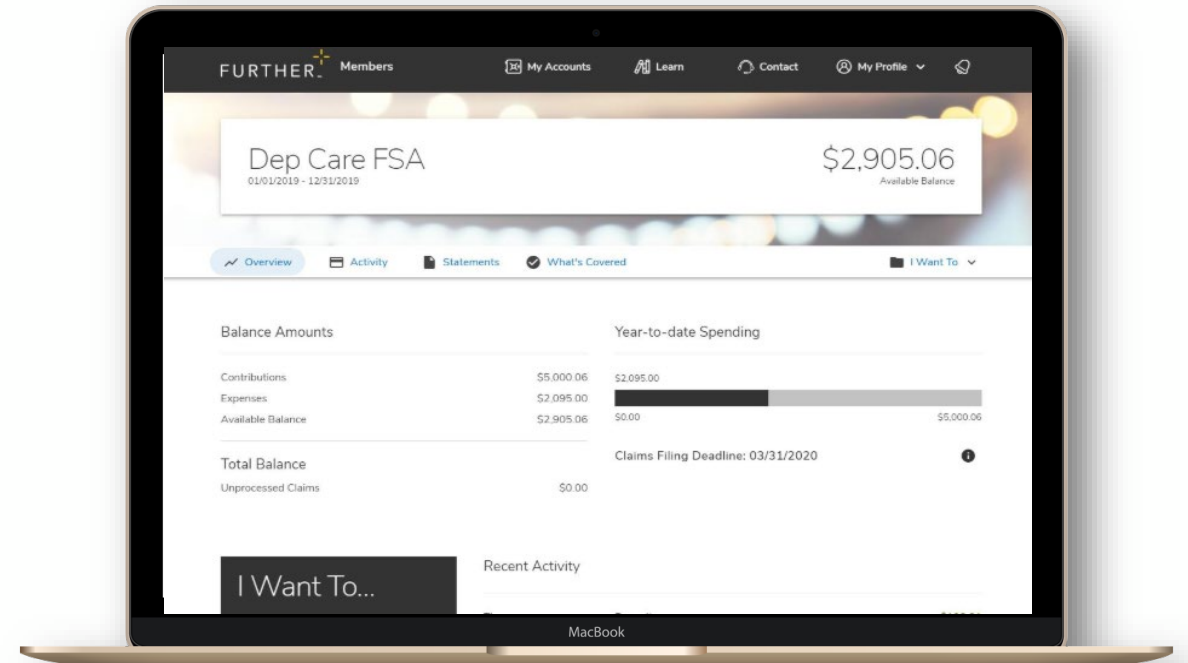 FURTHER Members My Accounts Learn Contact My Profile
Dep Care FSA $2,905.06
01/01/2019 - 12/31/2019 Available Balance
Overview Activity Statements What's Covered I Want To
Balance Amounts
Contributions $5,000.06
Expenses $2,095.00
Available Balance $2,905.06
Total Balance
Unprocessed Claims $0.00
Year-to-date Spending
$2,095.00
$0.00 $5,000.06
Claims Filing Deadline: 03/31/2020
I Want To...
Recent Activity
MacBook